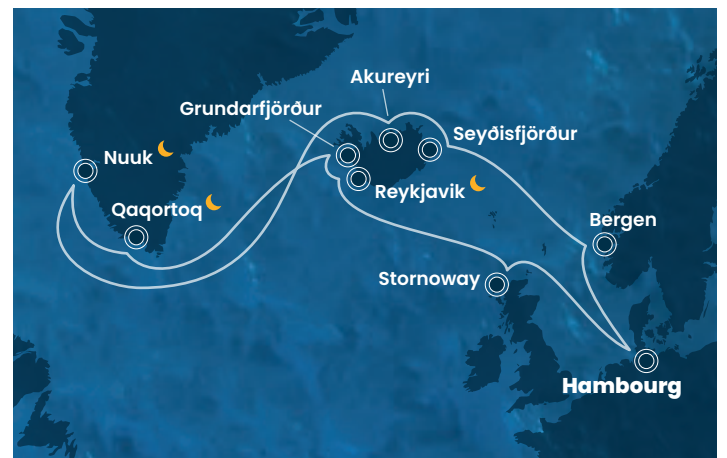 Akureyri
Grundarfjörður
Seyðisfjörður
Nuuk
Reykjavik
Qaqortoq
Bergen
Stornoway
Hambourg